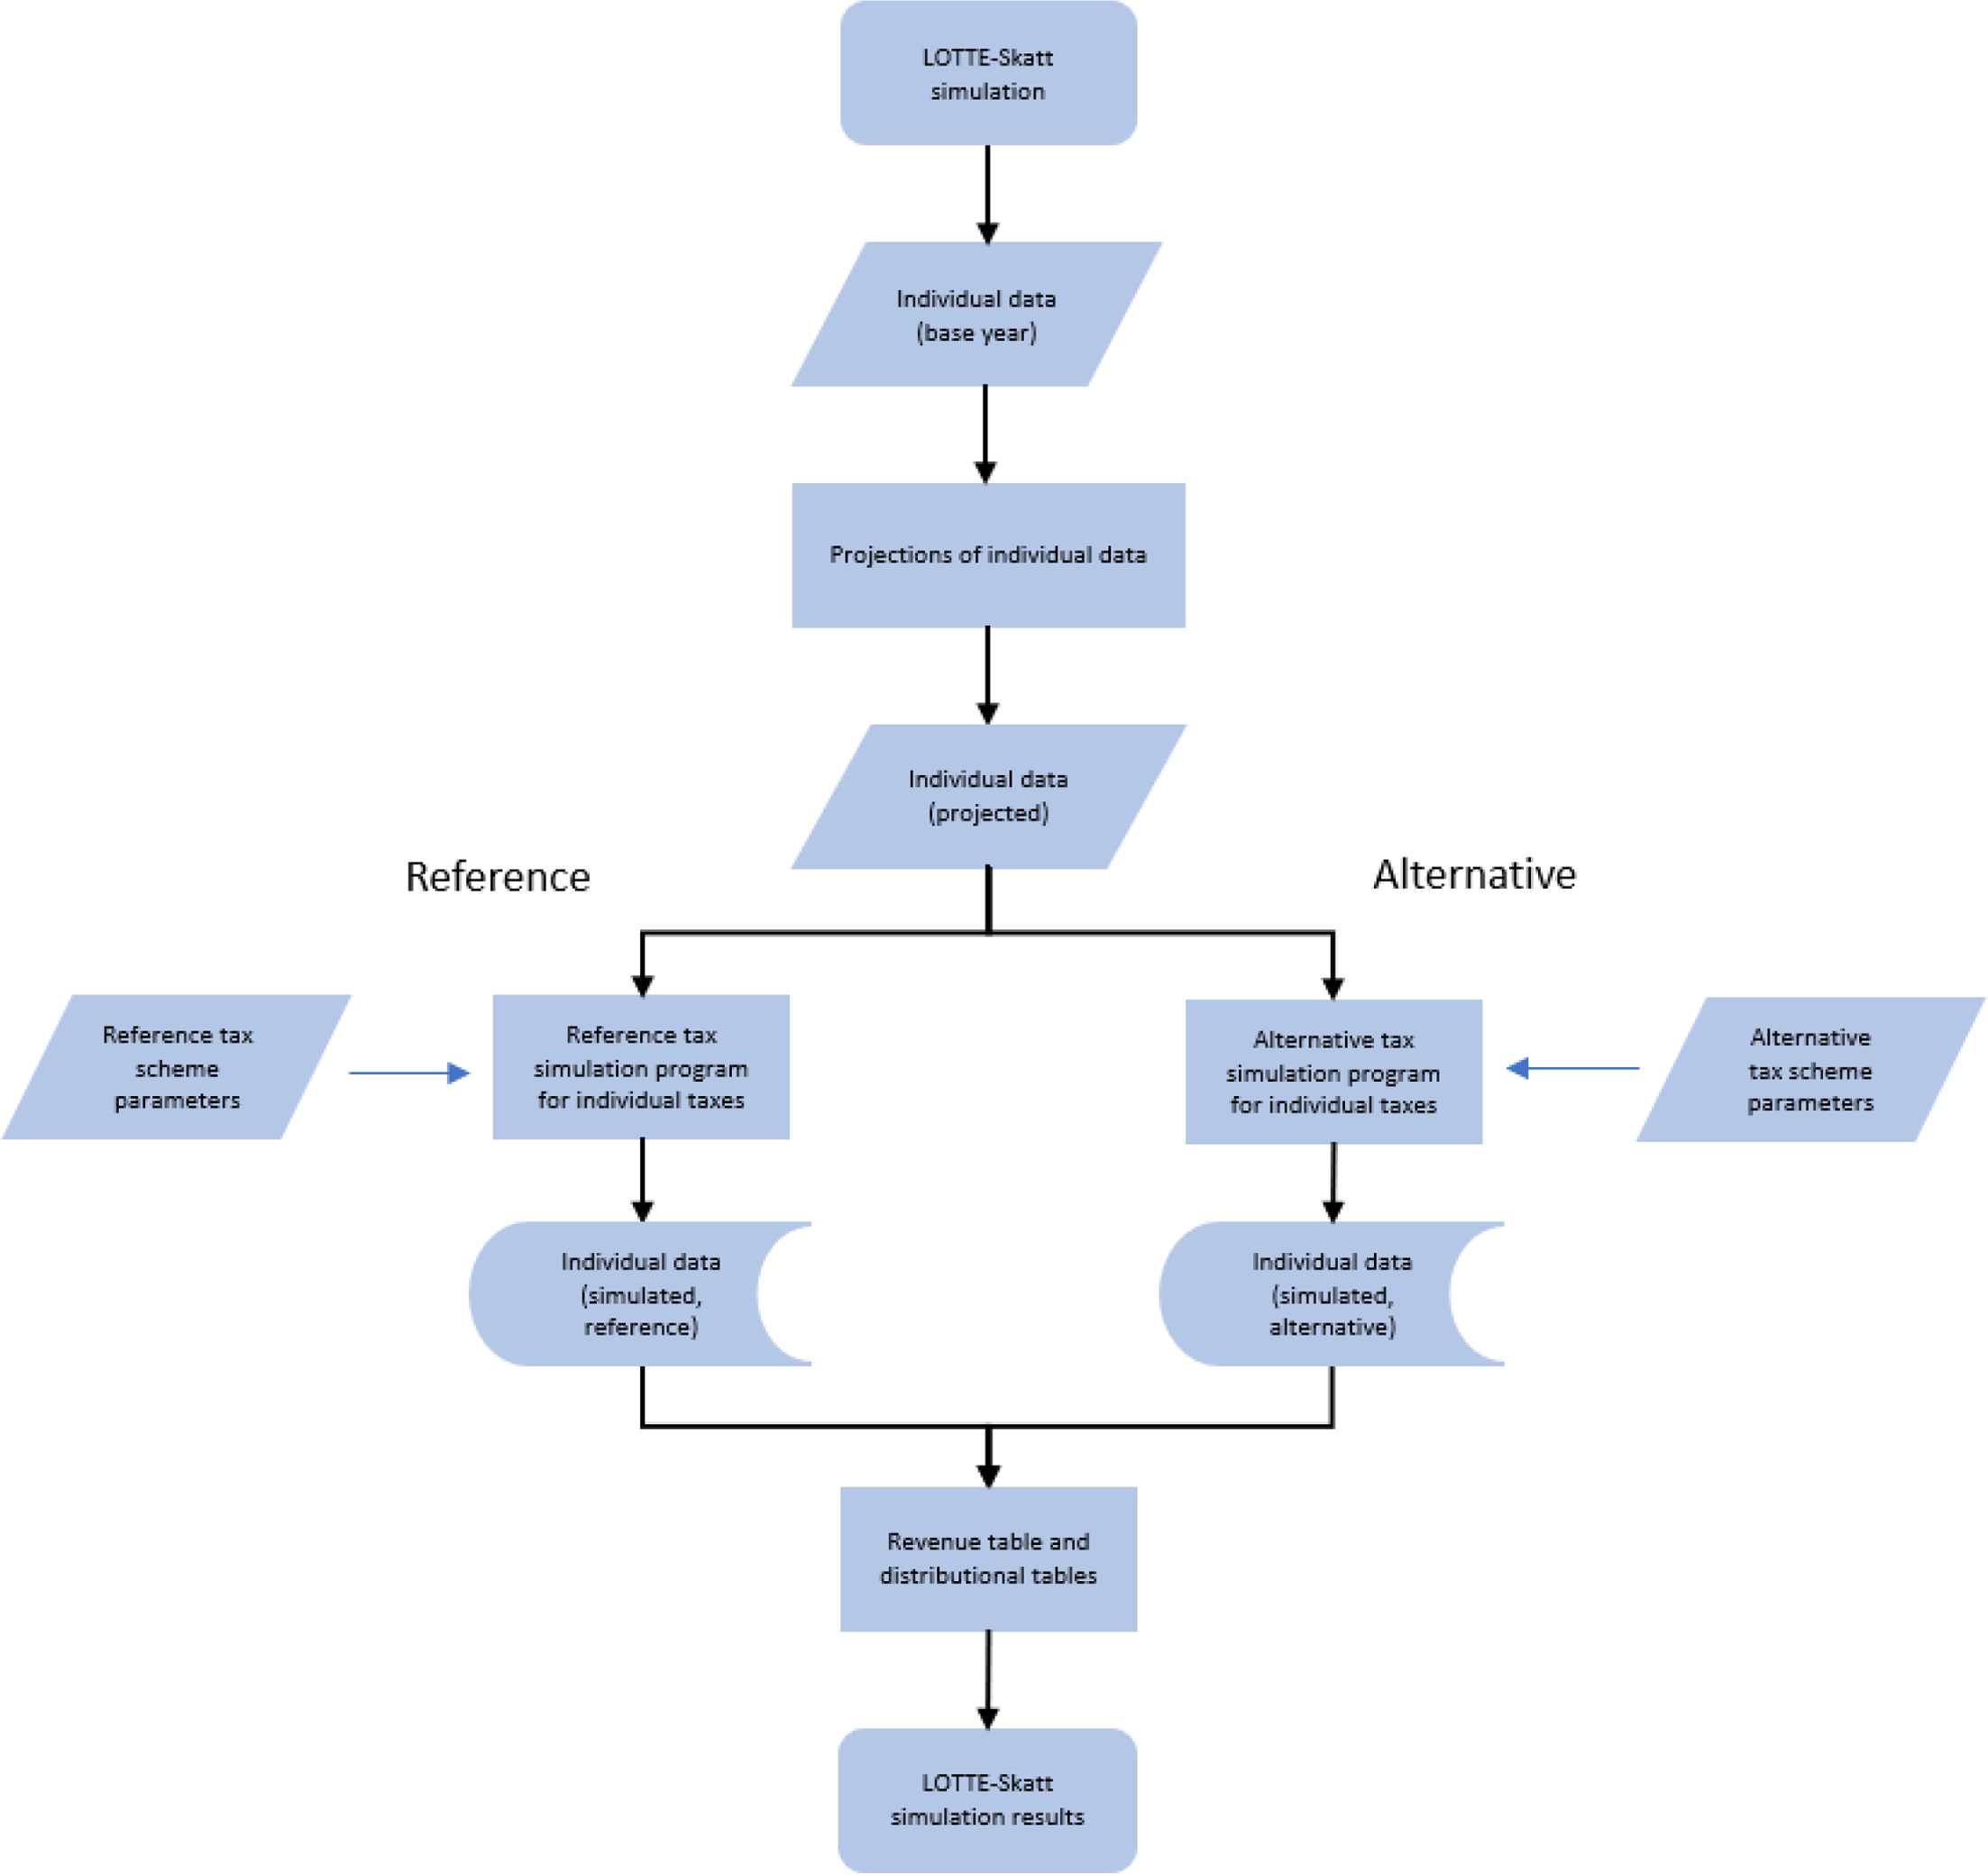 LOTTE-Skatt
simulation
Individual data
(base year)
Projections of individual data
Individual data
(projected)
Reference
Alternative
Reference tax
scheme
parameters
Reference tax
simulation program
for individual taxes
Alternative tax
simulation program
for individual taxes
Alternative
tax scheme
parameters
Individual data
(simulated,
reference)
Individual data
(simulated,
alternative)
Revenue table and
distributional tables
LOTTE-Skatt
simulation results